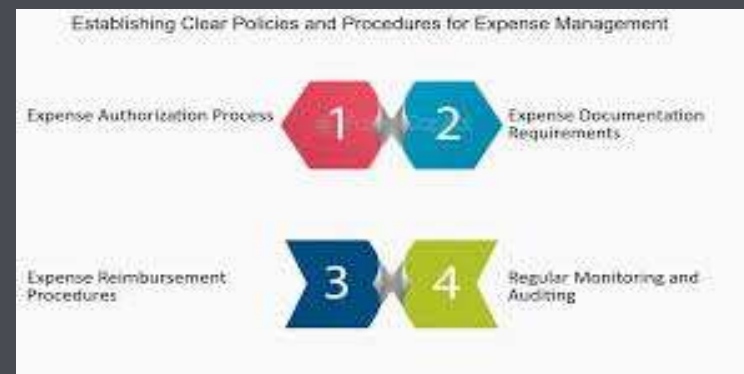 Establishing Clear Policies and Procedures for Expense Management
Expense Authorization Process
1
2
Expense Documentation
Requirements
Expense Reimbursement
Procedures
3
4
Regular Monitoring and
Auditing